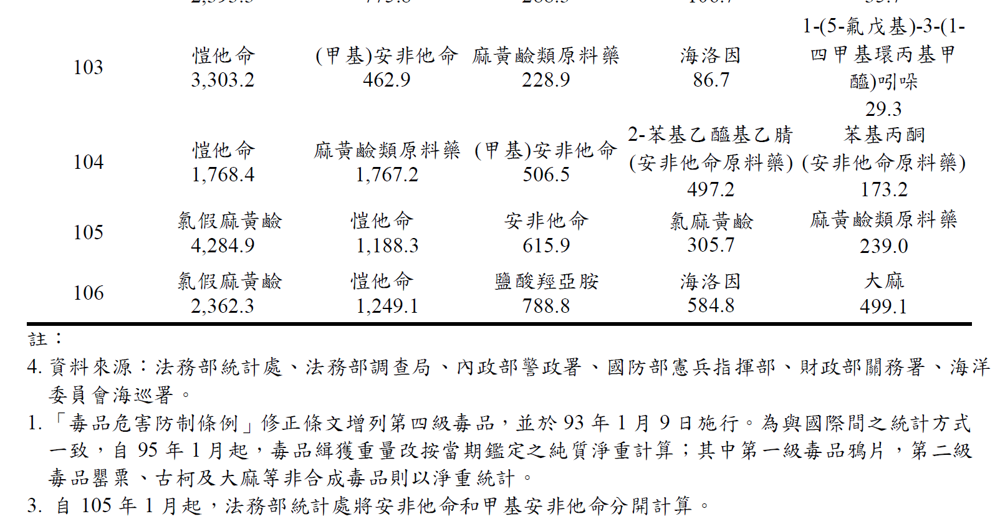 103 愷他命 (甲基)安非他命 麻黃鹼類原料藥 海洛因 1-(5-氟戊基)-3-(1-
四甲基環丙基甲
醯)吲哚
3,303.2 462.9 228.9 86.7 29.3
104 愷他命 麻黃鹼類原料藥 (甲基)安非他命 2-苯基乙醯基乙腈 苯基丙酮
(安非他命原料藥) (安非他命原料藥)
1,768.4 1,767.2 506.5 497.2 173.2
105 氯假麻黃鹼 愷他命 安非他命 氯麻黃鹼 麻黃鹼類原料藥
4,284.9 1,188.3 615.9 305.7 239.0
106 氯假麻黃鹼 愷他命 鹽酸羥亞胺 海洛因 大麻
2,362.3 1,249.1 788.8 584.8 499.1
註：
4. 資料來源：法務部統計處、法務部調查局、內政部警政署、國防部憲兵指揮部、財政部關務署、海洋
委員會海巡署。
1. 「毒品危害防制條例」修正條文增列第四級毒品，並於 93 年 1 月 9 日施行。為與國際間之統計方式
一致，自 95 年 1 月起，毒品緝獲重量改按當期鑑定之純質淨重計算；其中第一級毒品鴉片，第二級
毒品罌粟、古柯及大麻等非合成毒品則以淨重統計。
3. 自 105 年 1 月起，法務部統計處將安非他命和甲基安非他命分開計算。